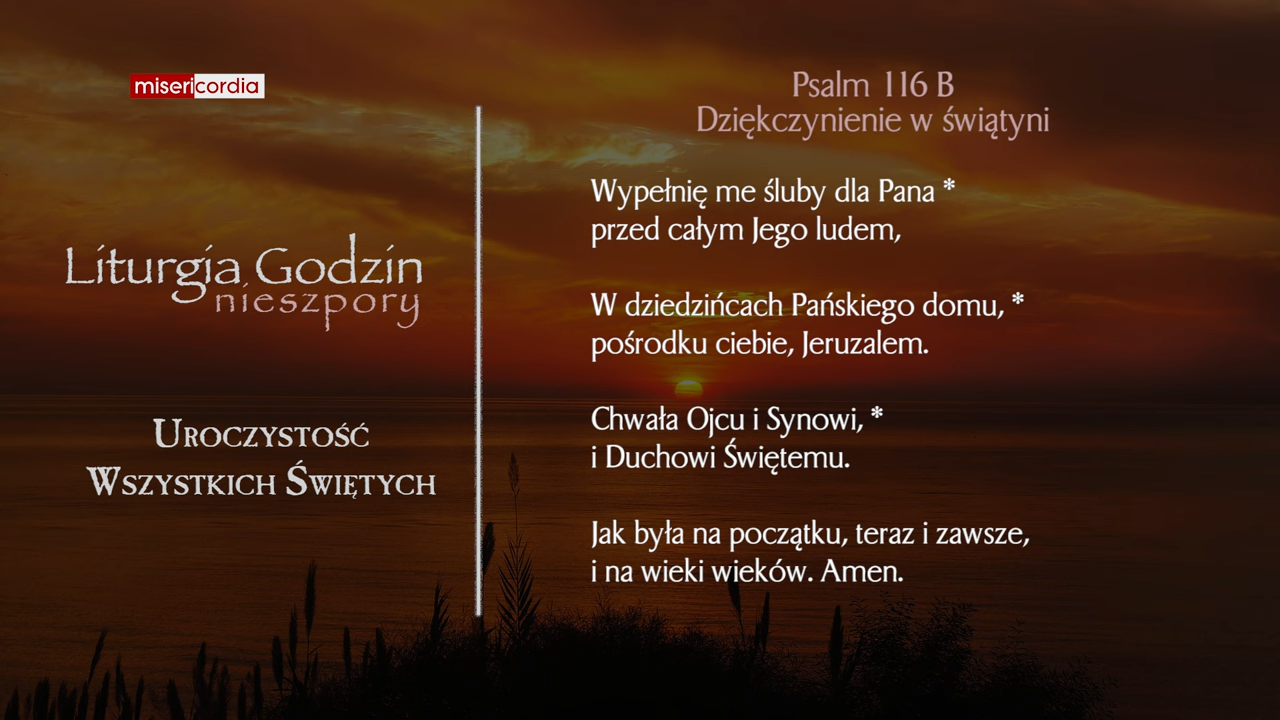 misericordia
Liturgia Godzin
nieszpory
Uroczystość
Wszystkich Świętych
Psalm 116 B
Dziękczynienie w świątyni
Wypełnię me śluby dla Pana *
przed całym Jego ludem,
W dziedzińcach Pańskiego domu, *
pośrodku ciebie, Jeruzalem.
Chwała Ojcu i Synowi, *
i Duchowi Świętemu.
Jak była na początku, teraz i zawsze,
i na wieki wieków. Amen.